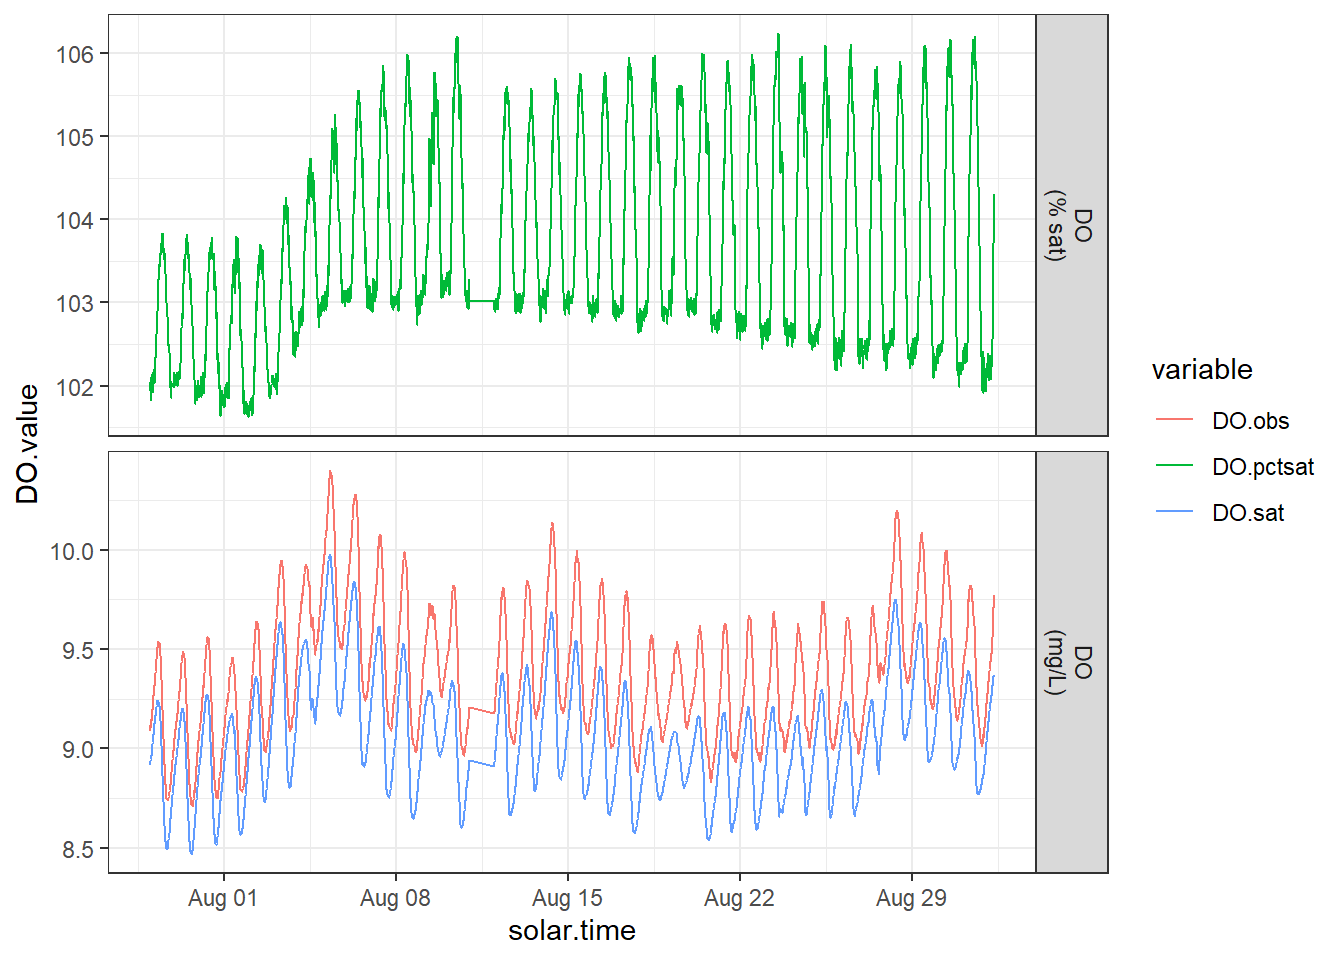 106
105
104
103
102
DO
(% sat)
10.0
9.5
9.0
8.5
DO
(mg/L)
DO.value
Aug 01
Aug 08
Aug 15
Aug 22
Aug 29
solar.time
variable
DO.obs
DO.pctsat
DO.sat